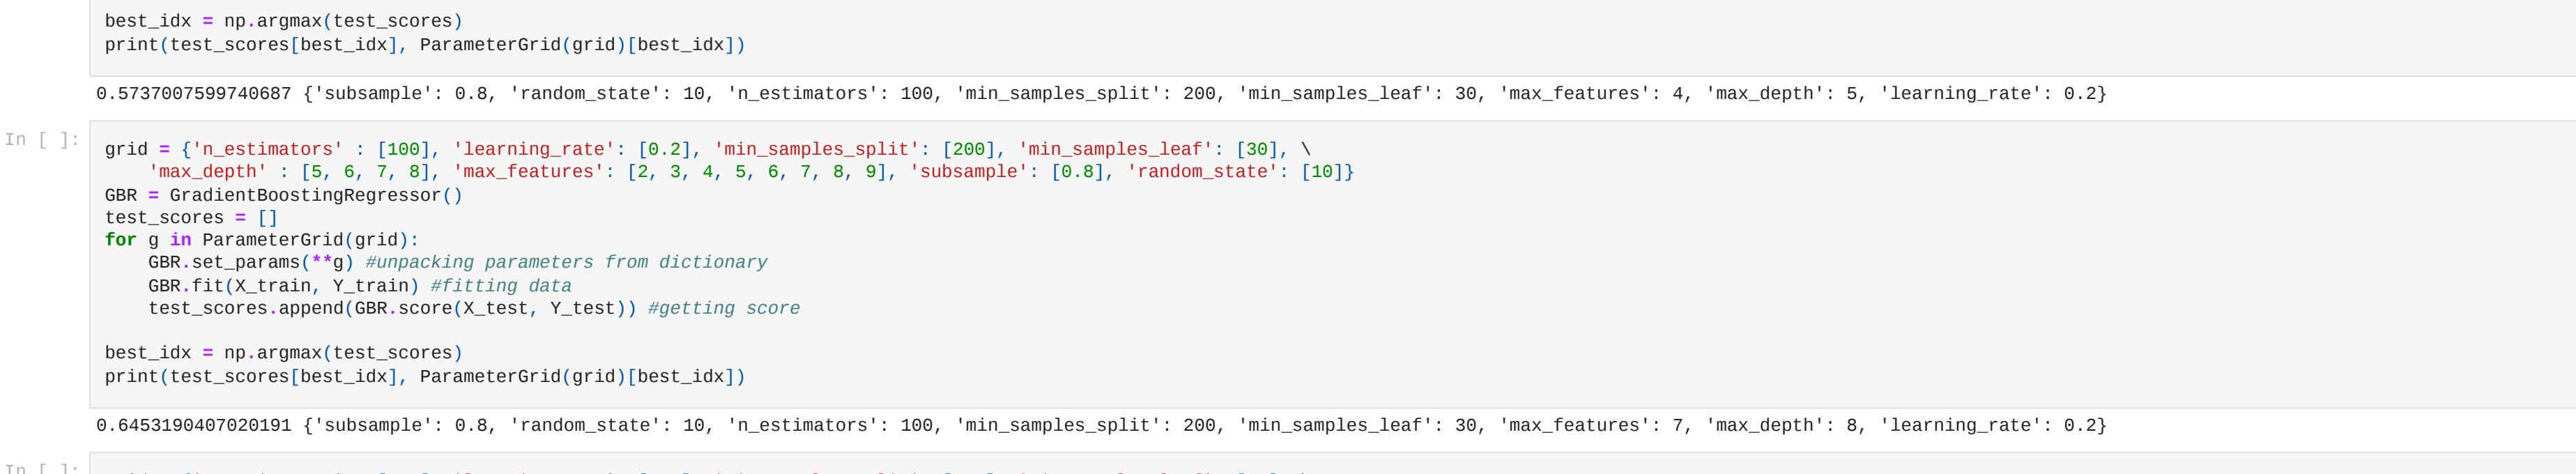 best_idx = np.argmax(test_scores)
print(test_scores[best_idx], ParameterGrid(grid)[best_idx])
0.5737007599740687 {'subsample': 0.8, 'random_state': 10, 'n_estimators': 100, 'min_samples_split': 200, 'min_samples_leaf': 30, 'max_features': 4, 'max_depth': 5, 'learning_rate': 0.2}
In [ ]:
grid = {'n_estimators' : [100], 'learning_rate': [0.2], 'min_samples_split': [200], 'min_samples_leaf': [30], \
    'max_depth' : [5, 6, 7, 8], 'max_features': [2, 3, 4, 5, 6, 7, 8, 9], 'subsample': [0.8], 'random_state': [10]}
GBR = GradientBoostingRegressor()
test_scores = []
for g in ParameterGrid(grid):
    GBR.set_params(**g) #unpacking parameters from dictionary
    GBR.fit(X_train, Y_train) #fitting data
    test_scores.append(GBR.score(X_test, Y_test)) #getting score
best_idx = np.argmax(test_scores)
print(test_scores[best_idx], ParameterGrid(grid)[best_idx])
0.6453190407020191 {'subsample': 0.8, 'random_state': 10, 'n_estimators': 100, 'min_samples_split': 200, 'min_samples_leaf': 30, 'max_features': 7, 'max_depth': 8, 'learning_rate': 0.2}
In [ ]: